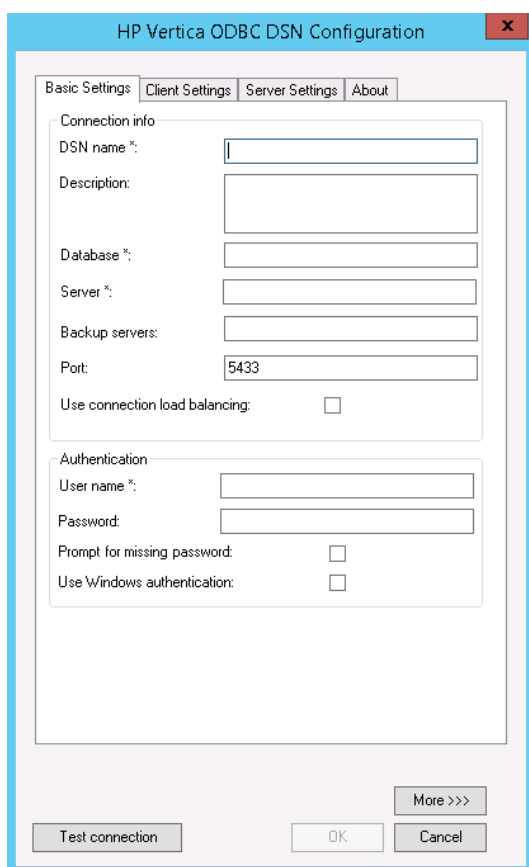 HP Vertica ODBC DSN Configuration
x
Basic Settings Client Settings Server Settings About
Connection info
DSN name *:
Description:
Database *:
Server *:
Backup servers:
Port: 5433
Use connection load balancing:
Authentication
User name *:
Password:
Prompt for missing password:
Use Windows authentication:
More >>>
Test connection OK Cancel